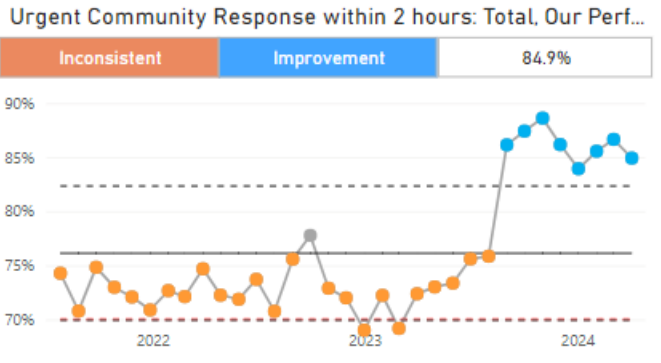 Urgent Community Response within 2 hours: Total, Our Perf...
Inconsistent Improvement 84.9%
90%
85%
80%
75%
70%
2022 2023 2024